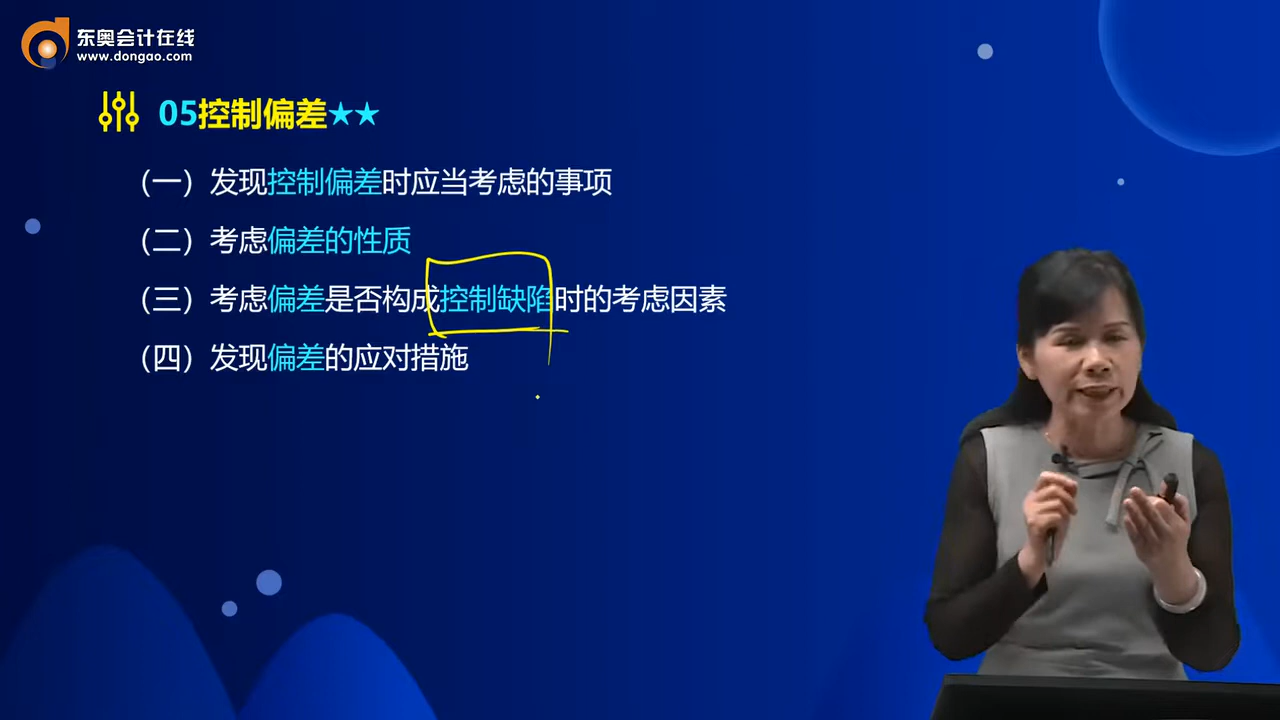 东奥会计在线
www.dongao.com
05控制偏差★★
（一）发现控制偏差时应当考虑的事项
（二）考虑偏差的性质
（三）考虑偏差是否构成控制缺陷时的考虑因素
（四）发现偏差的应对措施